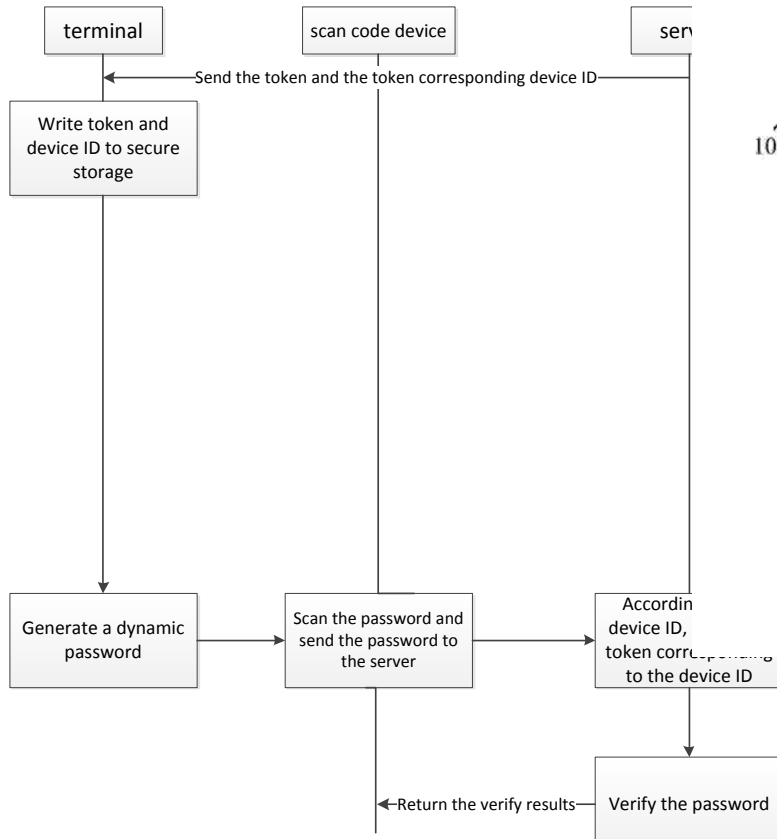 terminal
scan code device
Send the token and the token corresponding device ID
Write token and
device ID to secure
storage
10
Generate a dynamic
password
Scan the password and
send the password to
the server
device ID,
token
to the device ID
Return the verify results
Verify the password